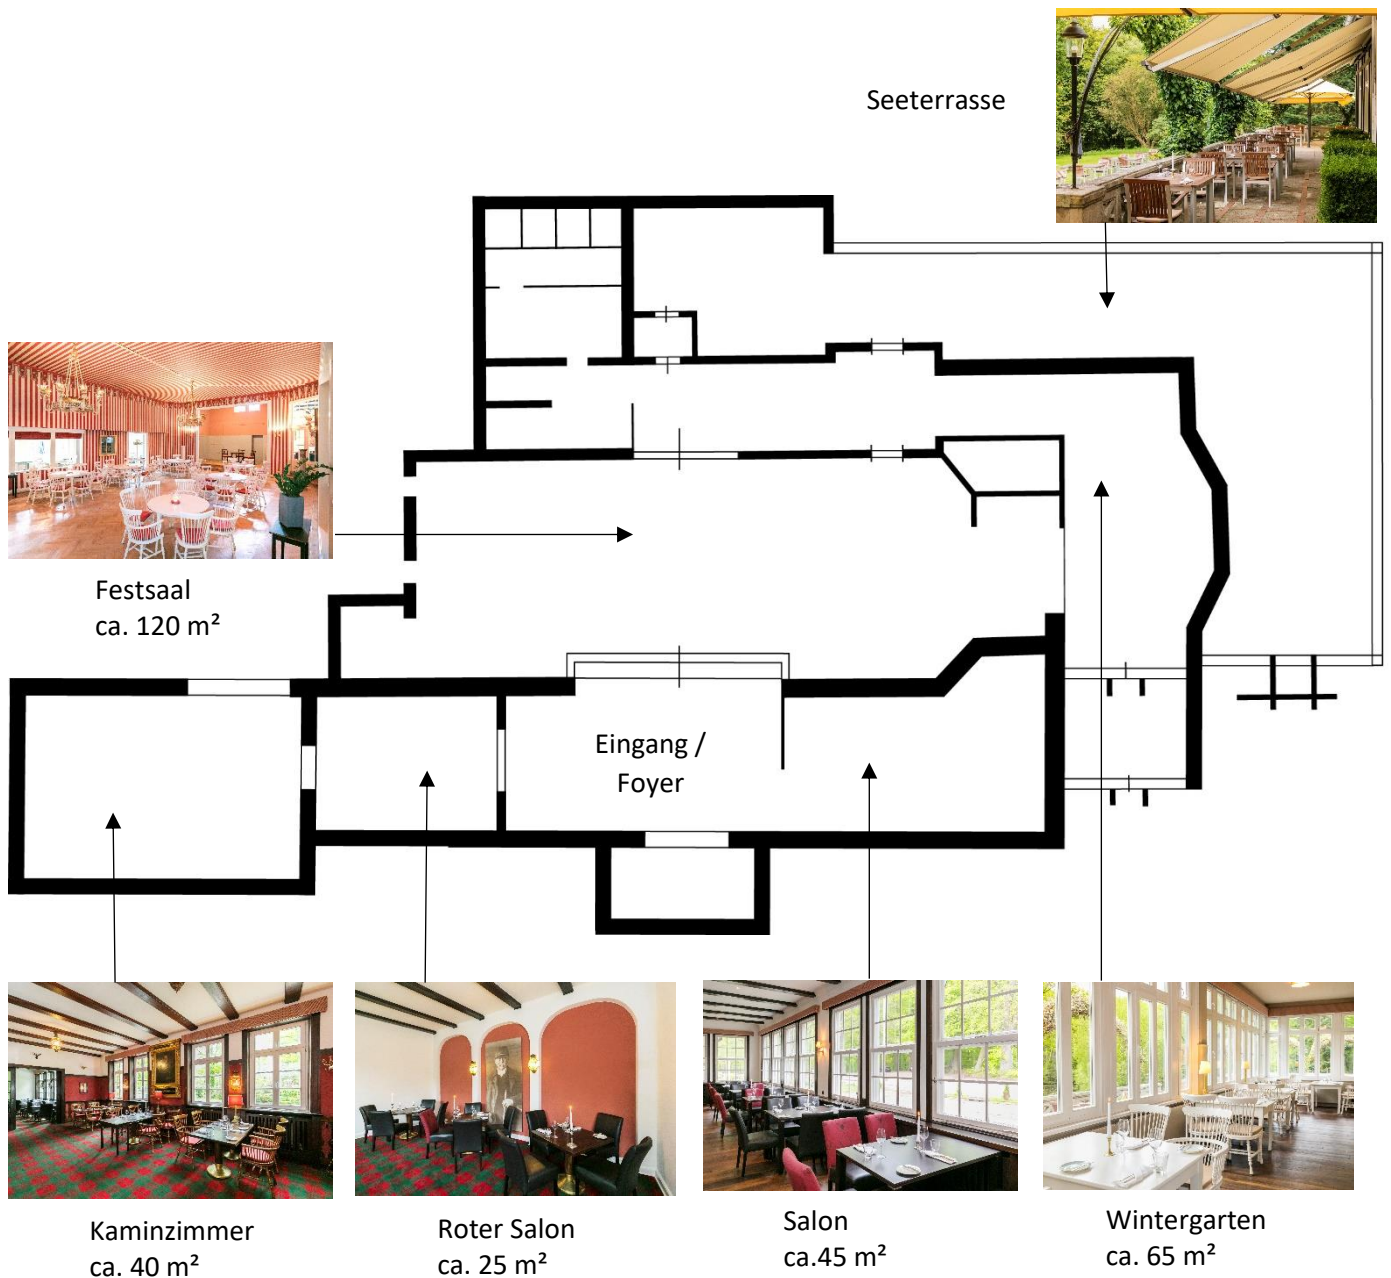 Seeterrasse
Festsaal
ca. 120 m²
Eingang /
Foyer
Kaminzimmer
ca. 40 m²
Roter Salon
ca. 25 m²
Salon
ca.45 m²
Wintergarten
ca. 65 m²